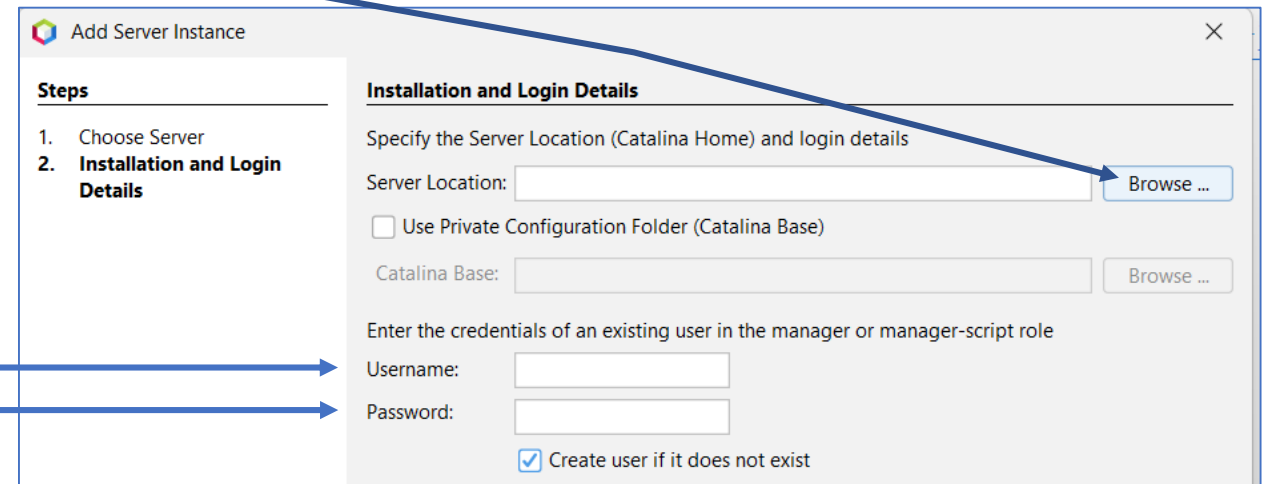 Add Server Instance
Steps
1. Choose Server
2. Installation and Login
Details
Installation and Login Details
Specify the Server Location (Catalina Home) and login details
Server Location:
Browse ...
Use Private Configuration Folder (Catalina Base)
Catalina Base:
Browse ...
Enter the credentials of an existing user in the manager or manager-script role
Username:
Password:
Create user if it does not exist